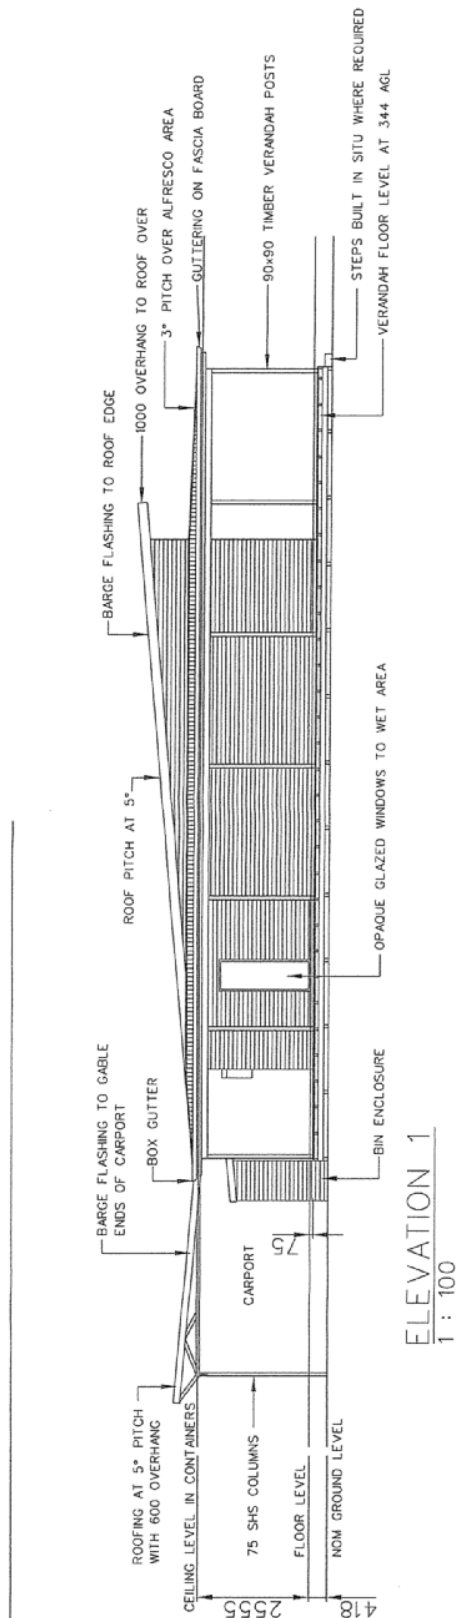 BARGE FLASHING TO ROOF EDGE
1000 OVERHANG TO ROOF OVER
3° PITCH OVER ALFRESCO AREA
GUTTERING ON FASCIA BOARD
90x90 TIMBER VERANDAH POSTS
STEPS BUILT IN SITU WHERE REQUIRED
VERANDAH FLOOR LEVEL AT 344 AGL
ROOF PITCH AT 5°
OPAQUE GLAZED WINDOWS TO WET AREA
BARGE FLASHING TO GABLE
ENDS OF CARPORT
BOX GUTTER
BIN ENCLOSURE
75
CARPORT
ROOFING AT 5° PITCH
WITH 600 OVERHANG
CEILING LEVEL IN CONTAINERS
75 SHS COLUMNS
FLOOR LEVEL
NOM GROUND LEVEL
2555
418
ELEVATION 1
1 : 100